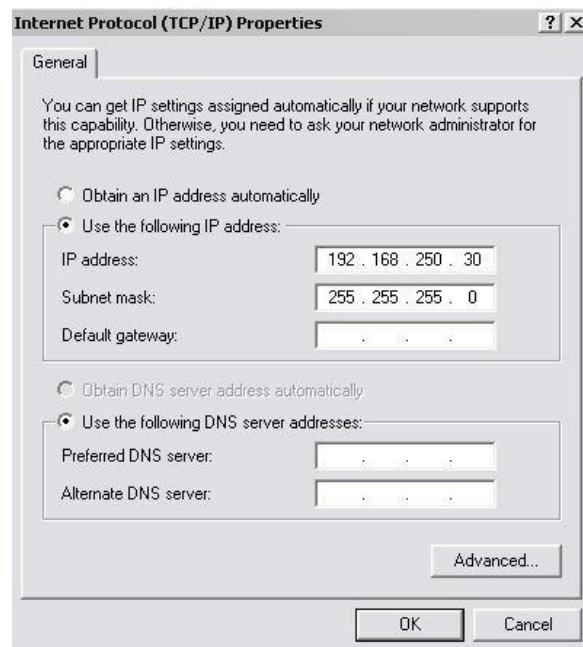 Internet Protocol (TCP/IP) Properties
General
You can get IP settings assigned automatically if your network supports
this capability. Otherwise, you need to ask your network administrator for
the appropriate IP settings.
Obtain an IP address automatically
Use the following IP address:
IP address: 192 . 168 . 250 . 30
Subnet mask: 255 . 255 . 255 . 0
Default gateway: . . .
Obtain DNS server address automatically
Use the following DNS server addresses:
Preferred DNS server: . . .
Alternate DNS server: . . .
Advanced...
OK Cancel